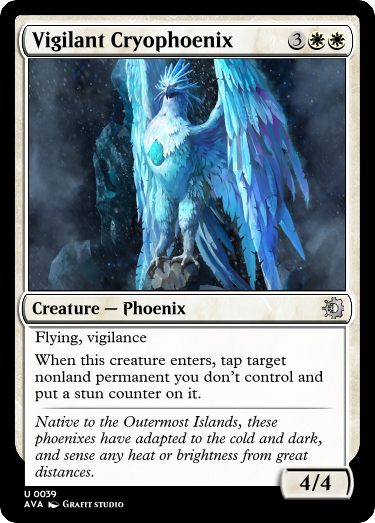 Vigilant Cryophoenix 3
Creature — Phoenix
Flying, vigilance
When this creature enters, tap target
nonland permanent you don't control and
put a stun counter on it.
Native to the Outermost Islands, these
phoenixes have adapted to the cold and dark,
and sense any heat or brightness from great
distances.
4/4
U 0039
AVA Grafit studio